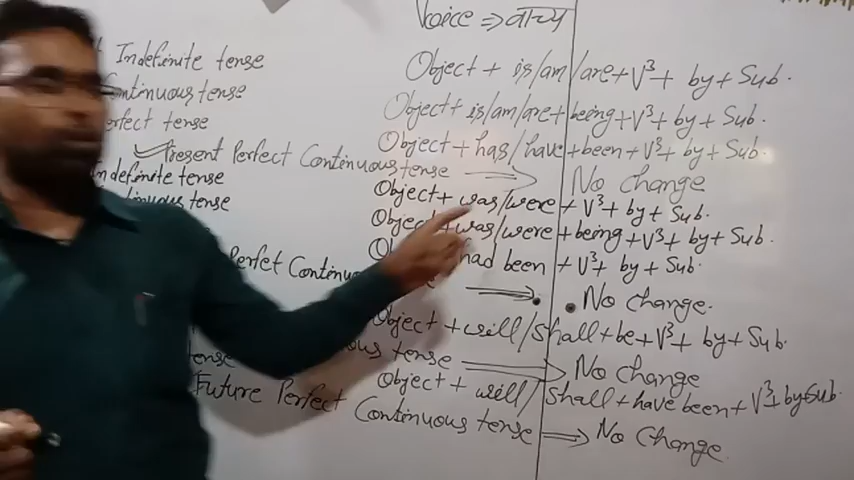 Voice ⇒ वाच्य
Indefinite tense Object + is/am/are + V³ + by + Sub.
Continuous tense Object + is/am/are + being + V³ + by + Sub.
erfect tense Object + has/have + been + V³ + by + Sub.
Present Perfect Continuous tense ⇒ No change
ndefinite tense Object + was/were + V³ + by + Sub.
tense Object + was/were + being + V³ + by + Sub.
had been + V³ + by + Sub.
Perfet Continu ⇒ No change.
Object + will/shall + be + V³ + by + Sub.
ous tense ⇒ No change
tense Object + will/shall + have been + V³ + by + Sub.
Future Perfect Continuous tense ⇒ No change.